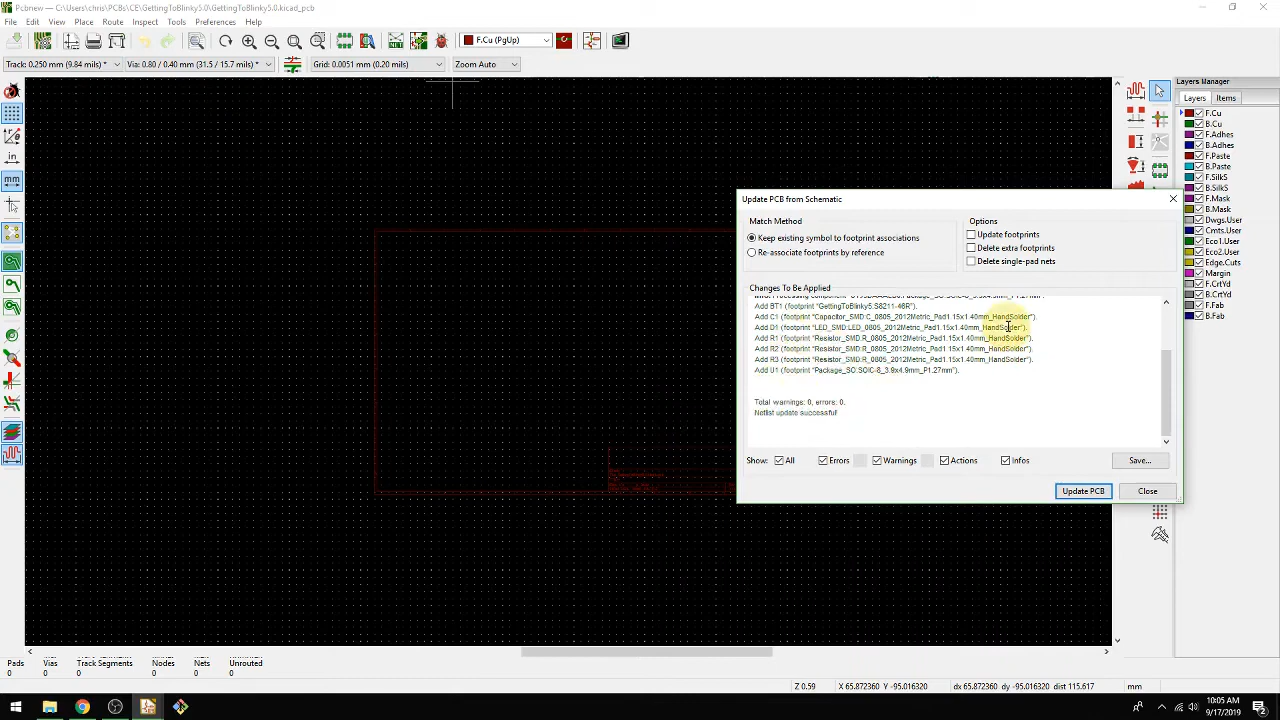 Pcbnew — C:\Users\chris\PCBs\CE\GettingToBlinky5.0\GettingToBlinky5.0.kicad_pcb
File Edit View Place Route Inspect Tools Preferences Help
F.Cu (PgUp)
Track: 0.250 mm (9.84 mils) * Via: 0.80 / 0.40 mm (31.5 / 15.7 mils) * Grid: 0.0051 mm (0.20 mils) Zoom Auto
in
mm
Layers Manager
Layers Items
F.Cu
B.Cu
F.Adhes
B.Adhes
F.Paste
B.Paste
F.SilkS
B.SilkS
F.Mask
B.Mask
Dwgs.User
Cmts.User
Eco1.User
Eco2.User
Edge.Cuts
Margin
F.CrtYd
B.CrtYd
F.Fab
B.Fab
Update PCB from Schematic
Match Method
Keep existing symbol to footprint associations
Re-associate footprints by reference
Options
Update footprints
Delete extra footprints
Delete single-pad nets
Changes To Be Applied
Add BT1 (footprint "GettingToBlinky5:S8211-46R").
Add C1 (footprint "Capacitor_SMD:C_0805_2012Metric_Pad1.15x1.40mm_HandSolder").
Add D1 (footprint "LED_SMD:LED_0805_2012Metric_Pad1.15x1.40mm_HandSolder").
Add R1 (footprint "Resistor_SMD:R_0805_2012Metric_Pad1.15x1.40mm_HandSolder").
Add R2 (footprint "Resistor_SMD:R_0805_2012Metric_Pad1.15x1.40mm_HandSolder").
Add R3 (footprint "Resistor_SMD:R_0805_2012Metric_Pad1.15x1.40mm_HandSolder").
Add U1 (footprint "Package_SO:SOIC-8_3.9x4.9mm_P1.27mm").
Total warnings: 0, errors: 0.
Netlist update successful!
Show: All Errors Warnings Actions Infos Save...
Update PCB Close
Pads Vias Track Segments Nodes Nets Unrouted
0 0 0 0 0 0
Z 0.59 X 65.872360 Y -95.016320 dx 65.872360 dy -95.016320 dist 115.617 mm
10:05 AM
9/17/2019
2